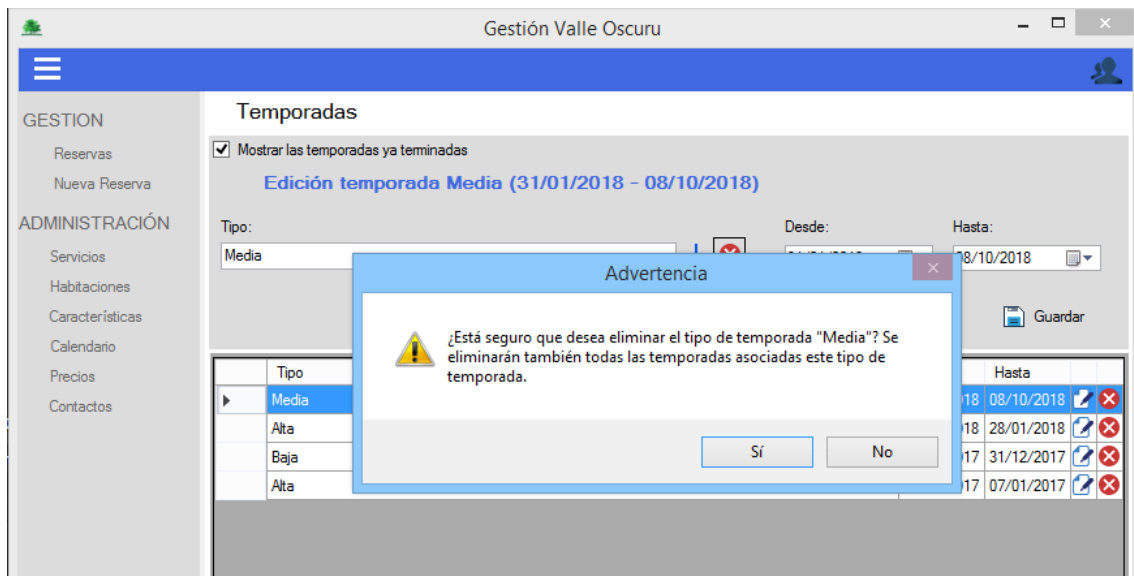 Gestión Valle Oscuru
GESTION
Reservas
Nueva Reserva
ADMINISTRACIÓN
Servicios
Habitaciones
Características
Calendario
Precios
Contactos
Temporadas
Mostrar las temporadas ya terminadas
Edición temporada Media (31/01/2018 - 08/10/2018)
Tipo:
Desde:
Hasta:
Media
08/10/2018
Guardar
Advertencia
¿Está seguro que desea eliminar el tipo de temporada "Media"? Se
eliminarán también todas las temporadas asociadas este tipo de
temporada.
Sí
No
Tipo
Hasta
Media
18 08/10/2018
Alta
18 28/01/2018
Baja
17 31/12/2017
Alta
17 07/01/2017